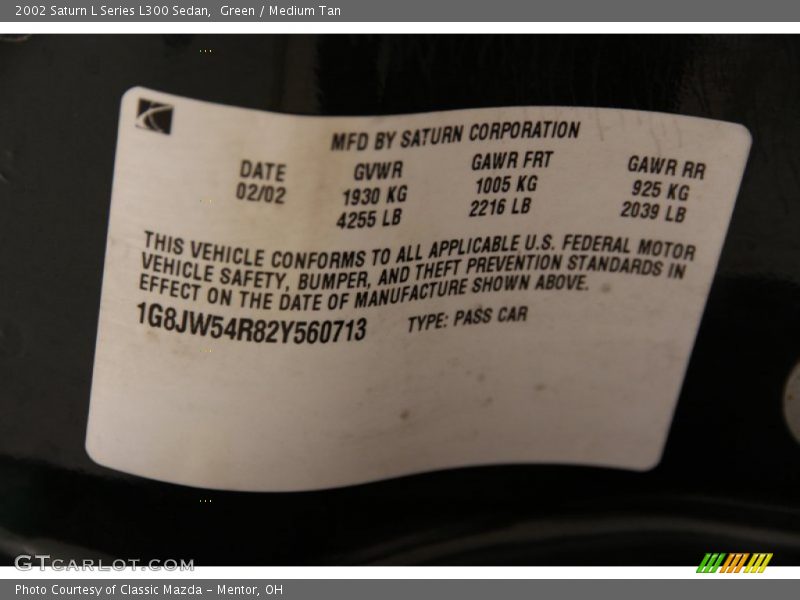 2002 Saturn L Series L300 Sedan,  Green / Medium Tan
MFD BY SATURN CORPORATION
DATE GVWR GAWR FRT GAWR RR
02/02 1930 KG 1005 KG 925 KG
4255 LB 2216 LB 2039 LB
THIS VEHICLE CONFORMS TO ALL APPLICABLE U.S. FEDERAL MOTOR
VEHICLE SAFETY, BUMPER, AND THEFT PREVENTION STANDARDS IN
EFFECT ON THE DATE OF MANUFACTURE SHOWN ABOVE.
1G8JW54R82Y560713 TYPE: PASS CAR
GTCARLOT.COM
Photo Courtesy of Classic Mazda - Mentor, OH